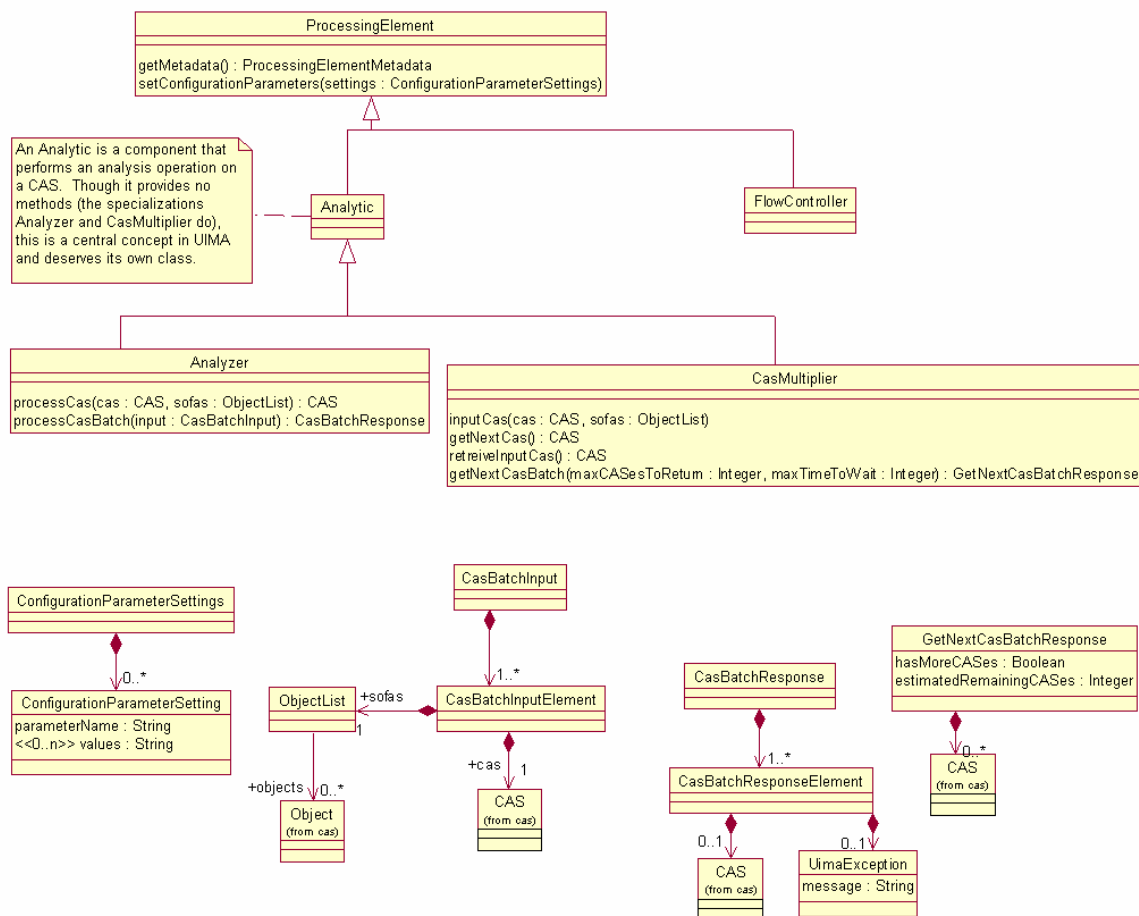 ProcessingElement
getMetadata() : ProcessingElementMetadata
setConfigurationParameters(settings : ConfigurationParameterSettings)
An Analytic is a component that
performs an analysis operation on
a CAS. Though it provides no
methods (the specializations
Analyzer and CasMultiplier do),
this is a central concept in UIMA
and deserves its own class.
Analytic
FlowController
Analyzer
processCas(cas : CAS, sofas : ObjectList) : CAS
processCasBatch(input : CasBatchInput) : CasBatchResponse
CasMultiplier
inputCas(cas : CAS, sofas : ObjectList)
getNextCas() : CAS
retreiveInputCas() : CAS
getNextCasBatch(maxCASesToReturn : Integer, maxTimeToWait : Integer) : GetNextCasBatchResponse
ConfigurationParameterSettings
0..*
ConfigurationParameterSetting
parameterName : String
<<0..n>> values : String
CasBatchInput
1..*
CasBatchInputElement
+sofas
1
ObjectList
+objects
0..*
Object
(from cas)
+cas
1
CAS
(from cas)
CasBatchResponse
1..*
CasBatchResponseElement
0..1
CAS
(from cas)
0..1
UimaException
message : String
GetNextCasBatchResponse
hasMoreCASes : Boolean
estimatedRemainingCASes : Integer
0..*
CAS
(from cas)